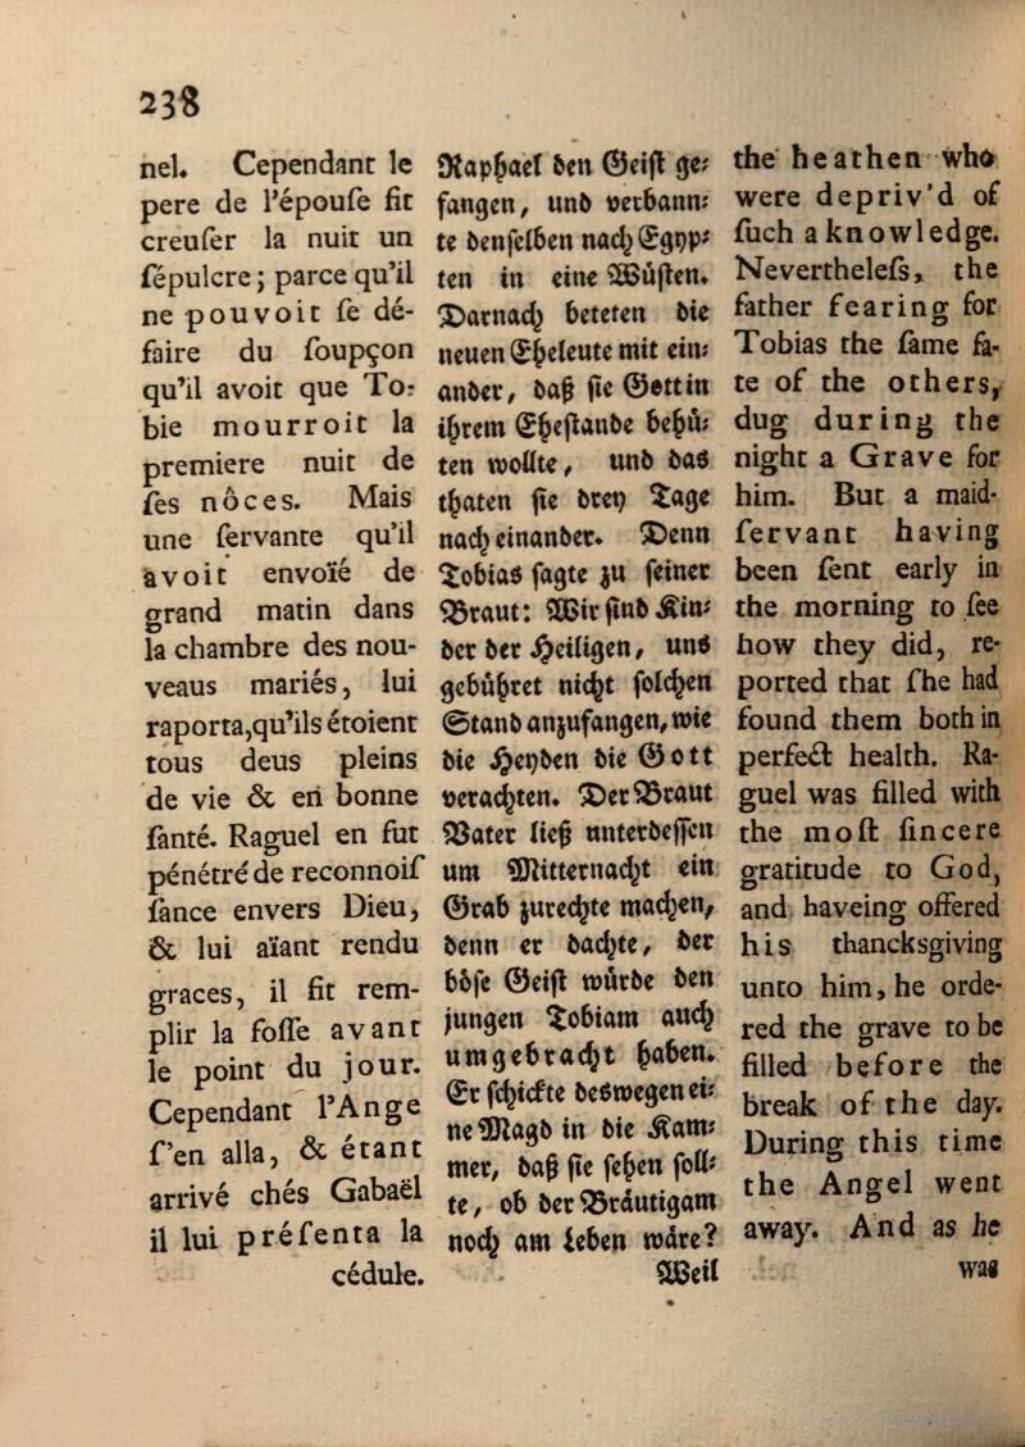 238
nel. Cependant le
pere de l'épouſe fit
creuſer la nuit un
ſépulcre; parce qu'il
ne pouvoit ſe dé-
faire du ſoupçon
qu'il avoit que To-
bie mourroit la
premiere nuit de
ſes nôces. Mais
une ſervante qu'il
avoit envoïé de
grand matin dans
la chambre des nou-
veaus mariés, lui
raporta,qu'ils étoient
tous deus pleins
de vie & en bonne
ſanté. Raguel en fut
pénétré de reconnoiſ
ſance envers Dieu,
& lui aïant rendu
graces, il fit rem-
plir la foſſe avant
le point du jour.
Cependant l'Ange
ſ'en alla, & étant
arrivé chés Gabaël
il lui préſenta la
cédule.
Raphael den Geiſt ge⸗
fangen, und verbann⸗
te denſelben nach Egyp⸗
ten in eine Wüſten.
Darnach beteten die
neuen Eheleute mit ein⸗
ander, daß ſie Gott in
ihrem Eheſtande behuͤ⸗
ten wollte, und das
thaten ſie drey Tage
nach einander. Denn
Tobias ſagte zu ſeiner
Braut: Wir ſind Kin⸗
der der Heiligen, uns
gebuͤhret nicht ſolchen
Stand anzufangen, wie
die Heyden die Gott
verachten. Der Braut
Vater ließ unterdeſſen
um Mitternacht ein
Grab zurechte machen,
denn er dachte, der
boͤſe Geiſt wuͤrde den
jungen Tobiam auch
umgebracht haben.
Er ſchickte deswegen ei⸗
ne Magd in die Kam⸗
mer, daß ſie ſehen ſoll⸗
te, ob der Braͤutigam
noch am Leben waͤre?
Weil
the heathen who
were depriv'd of
ſuch a knowledge.
Nevertheleſs, the
father fearing for
Tobias the ſame fa-
te of the others,
dug during the
night a Grave for
him. But a maid-
ſervant having
been ſent early in
the morning to ſee
how they did, re-
ported that ſhe had
found them both in
perfect health. Ra-
guel was filled with
the moſt ſincere
gratitude to God,
and haveing offered
his thancksgiving
unto him, he orde-
red the grave to be
filled before the
break of the day.
During this time
the Angel went
away. And as he
was